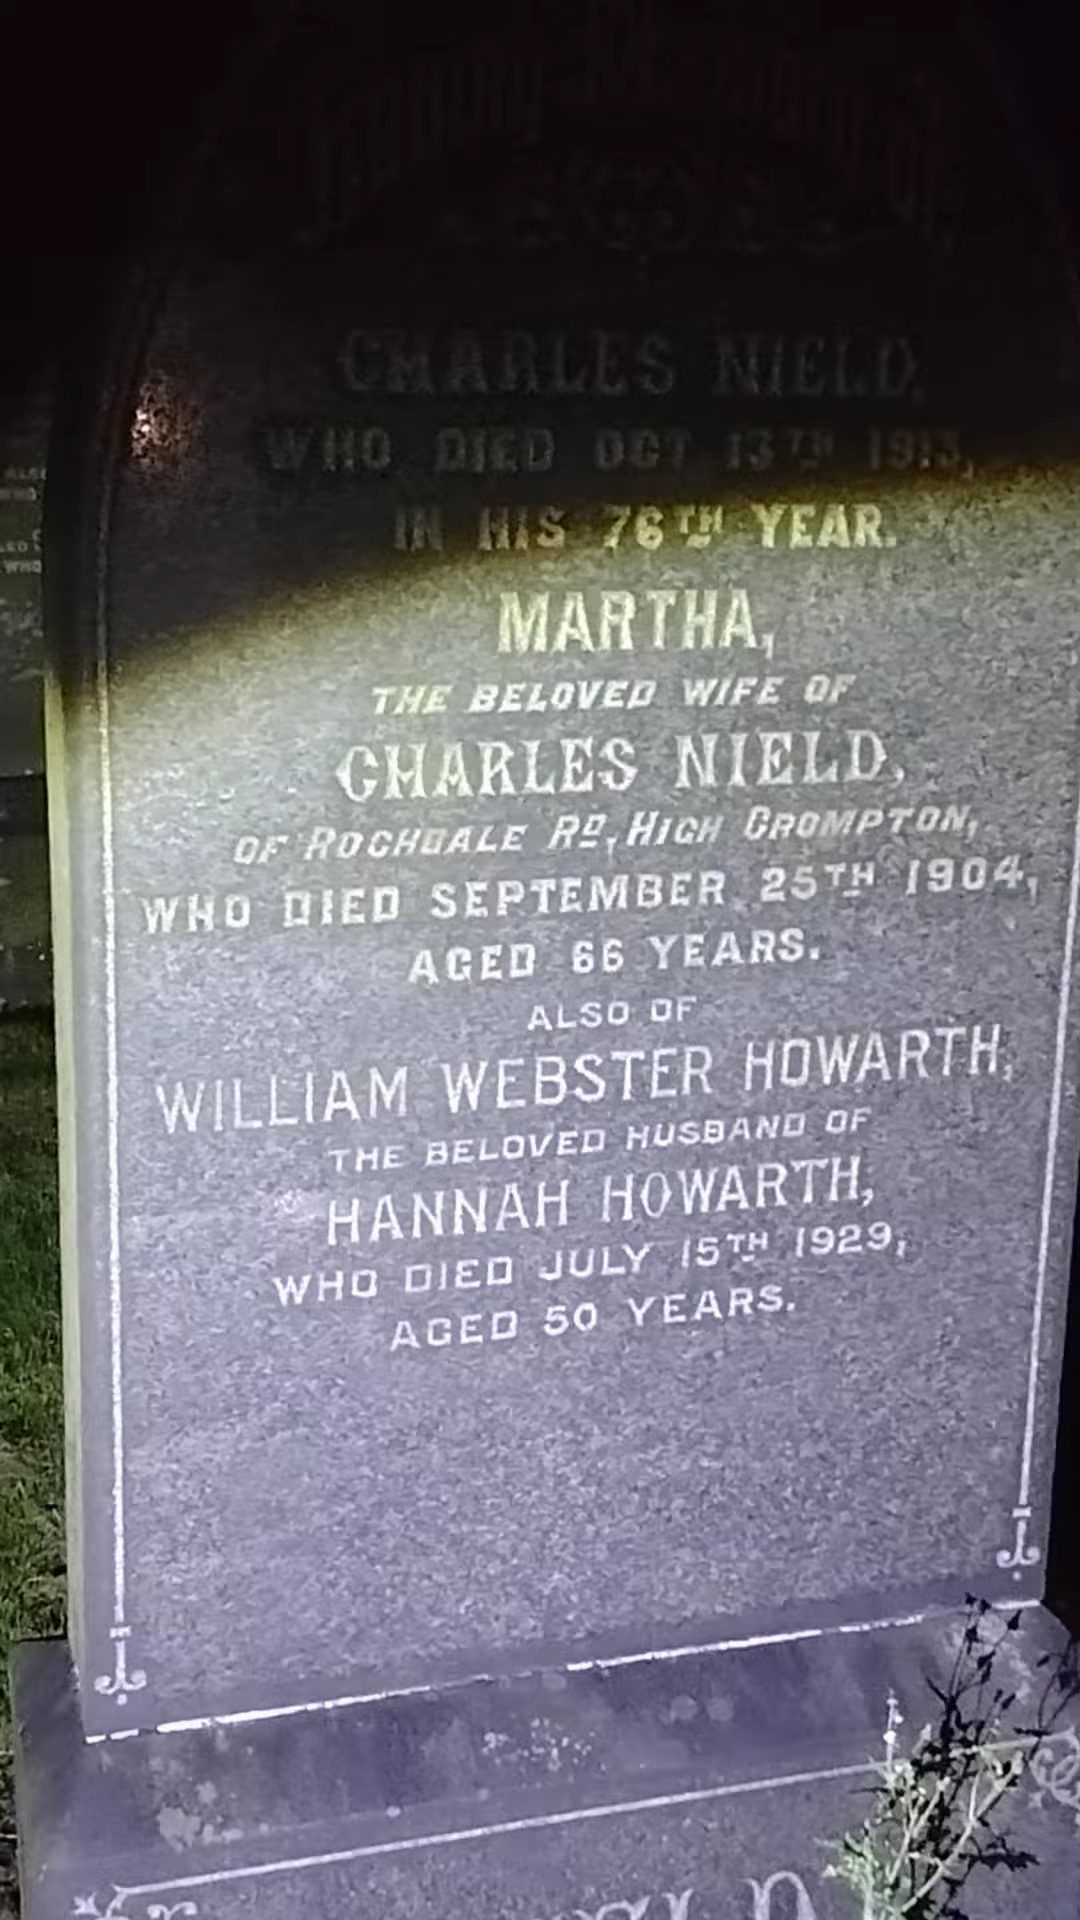 CHARLES NIELD,
WHO DIED OCT 13TH 1913,
IN HIS 76TH YEAR.
MARTHA,
THE BELOVED WIFE OF
CHARLES NIELD,
OF ROCHDALE RD, HIGH CROMPTON,
WHO DIED SEPTEMBER 25TH 1904,
AGED 66 YEARS.
ALSO OF
WILLIAM WEBSTER HOWARTH,
THE BELOVED HUSBAND OF
HANNAH HOWARTH,
WHO DIED JULY 15TH 1929,
AGED 50 YEARS.